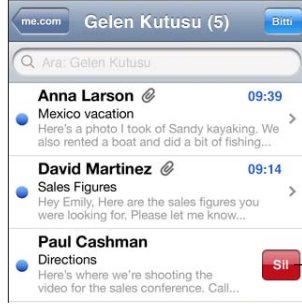 me.com
Gelen Kutusu (5)
Bitti
Ara: Gelen Kutusu
Anna Larson 09:39
Mexico vacation
Here's a photo I took of Sandy kayaking. We
also rented a boat and did a bit of fishing...
David Martinez 09:14
Sales Figures
Hey Emily, Here are the sales figures you
were looking for. Please let me know...
Paul Cashman
Directions
Sil
Here's where we're shooting the
video for the sales conference. Call...